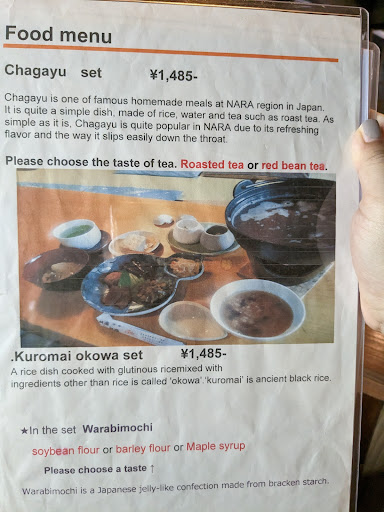 Food menu
Chagayu set ¥1,485-
Chagayu is one of famous homemade meals at NARA region in Japan.
It is quite a simple dish, made of rice, water and tea such as roast tea. As
simple as it is, Chagayu is quite popular in NARA due to its refreshing
flavor and the way it slips easily down the throat.
Please choose the taste of tea. Roasted tea or red bean tea.
.Kuromai okowa set ¥1,485-
A rice dish cooked with glutinous ricemixed with
ingredients other than rice is called 'okowa'.'kuromai' is ancient black rice.
★In the set Warabimochi
soybean flour or barley flour or Maple syrup
Please choose a taste ↑
Warabimochi is a Japanese jelly-like confection made from bracken starch.